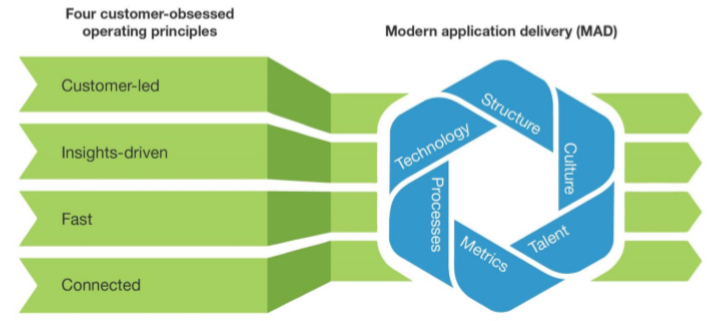 Four customer-obsessed
operating principles
Modern application delivery (MAD)
Customer-led
Insights-driven
Fast
Connected
Structure
Culture
Talent
Metrics
Processes
Technology